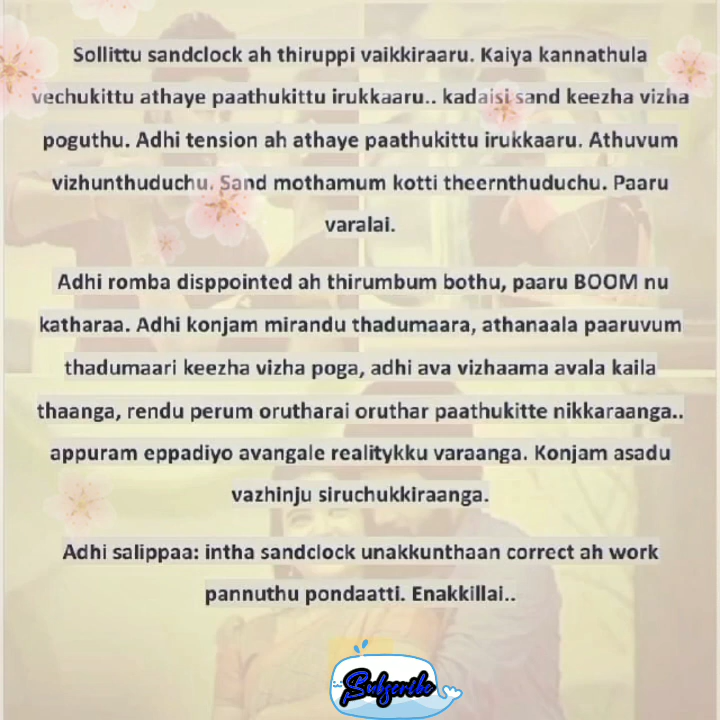 Sollittu sandclock ah thiruppi vaikkiraaru. Kaiya kannathula
vechukittu athaye paathukittu irukkaaru.. kadaisi sand keezha vizha
poguthu. Adhi tension ah athaye paathukittu irukkaaru. Athuvum
vizhunthuduchu. Sand mothamum kotti theernthuduchu. Paaru
varalai.
Adhi romba disppointed ah thirumbum bothu, paaru BOOM nu
katharaa. Adhi konjam mirandu thadumaara, athanaala paaruvum
thadumaari keezha vizha poga, adhi ava vizhaama avala kaila
thaanga, rendu perum orutharai oruthar paathukitte nikkaraanga..
appuram eppadiyo avangale realitykku varaanga. Konjam asadu
vazhinju siruchukkiraanga.
Adhi salippaa: intha sandclock unakkunthaan correct ah work
pannuthu pondaatti. Enakkillai..
Subscribe